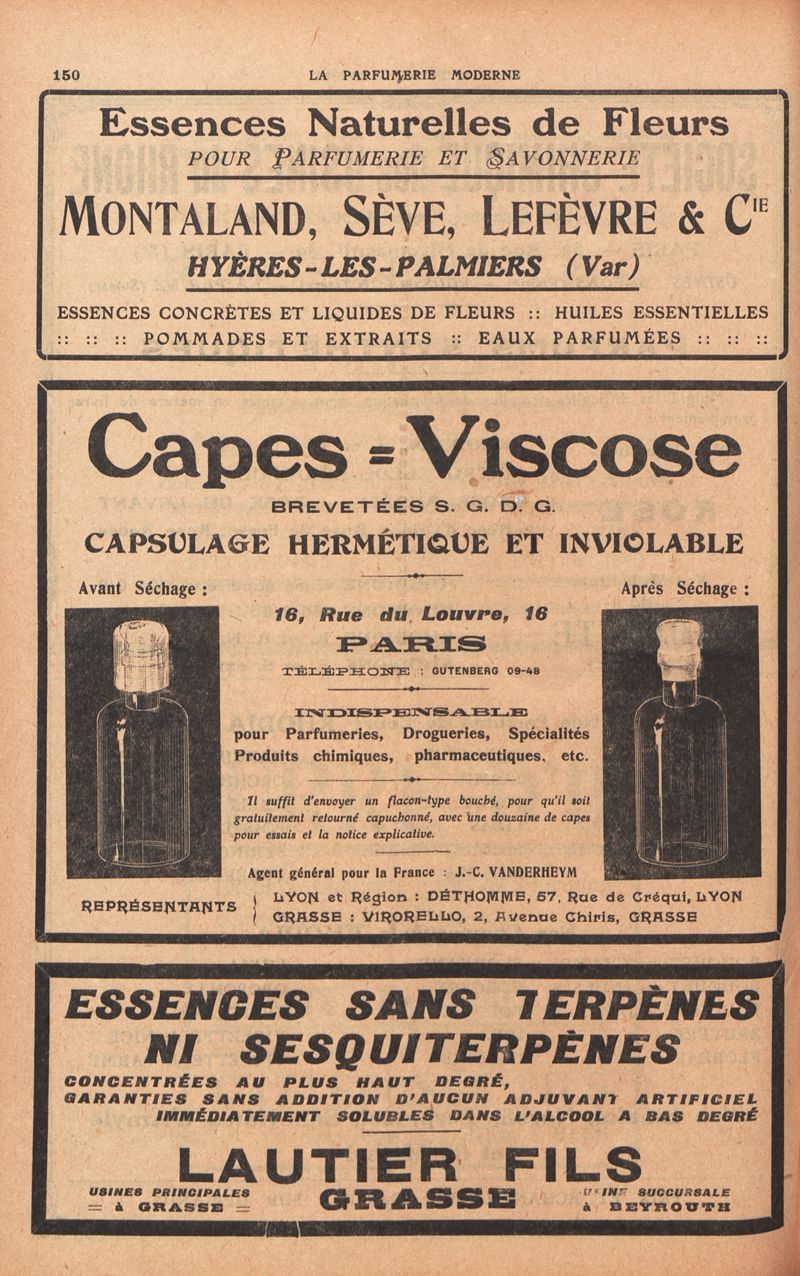 150
LA PARFUMERIE MODERNE
Essences Naturelles de Fleurs
POUR PARFUMERIE ET SAVONNERIE
MONTALAND, SÈVE, LEFÈVRE & CIE
HYÈRES-LES-PALMIERS (Var)
ESSENCES CONCRÈTES ET LIQUIDES DE FLEURS :: HUILES ESSENTIELLES
:: :: :: POMMADES ET EXTRAITS :: EAUX PARFUMÉES :: :: ::
Capes = Viscose
BREVETÉES S. G. D. G.
CAPSULAGE HERMÉTIQUE ET INVIOLABLE
Avant Séchage :
16, Rue du Louvre, 16
PARIS
TÉLÉPHONE : GUTENBERG 09-48
INDISPENSABLE
pour Parfumeries, Drogueries, Spécialités
Produits chimiques, pharmaceutiques, etc.
Il suffit d'envoyer un flacon-type bouché, pour qu'il soit
gratuitement retourné capuchonné, avec une douzaine de capes
pour essais et la notice explicative.
Après Séchage :
Agent général pour la France : J.-C. VANDERHEYM
REPRÉSENTANTS
LYON et Région : DÉTHOMME, 57, Rue de Créqui, LYON
GRASSE : VIRORELLO, 2, Avenue Chiris, GRASSE
ESSENCES SANS TERPÈNES
NI SESQUITERPÈNES
CONCENTRÉES AU PLUS HAUT DEGRÉ,
GARANTIES SANS ADDITION D'AUCUN ADJUVANT ARTIFICIEL
IMMÉDIATEMENT SOLUBLES DANS L'ALCOOL A BAS DEGRÉ
LAUTIER FILS
USINES PRINCIPALES
= à GRASSE =
GRASSE
USINE SUCCURSALE
à BEYROUTH